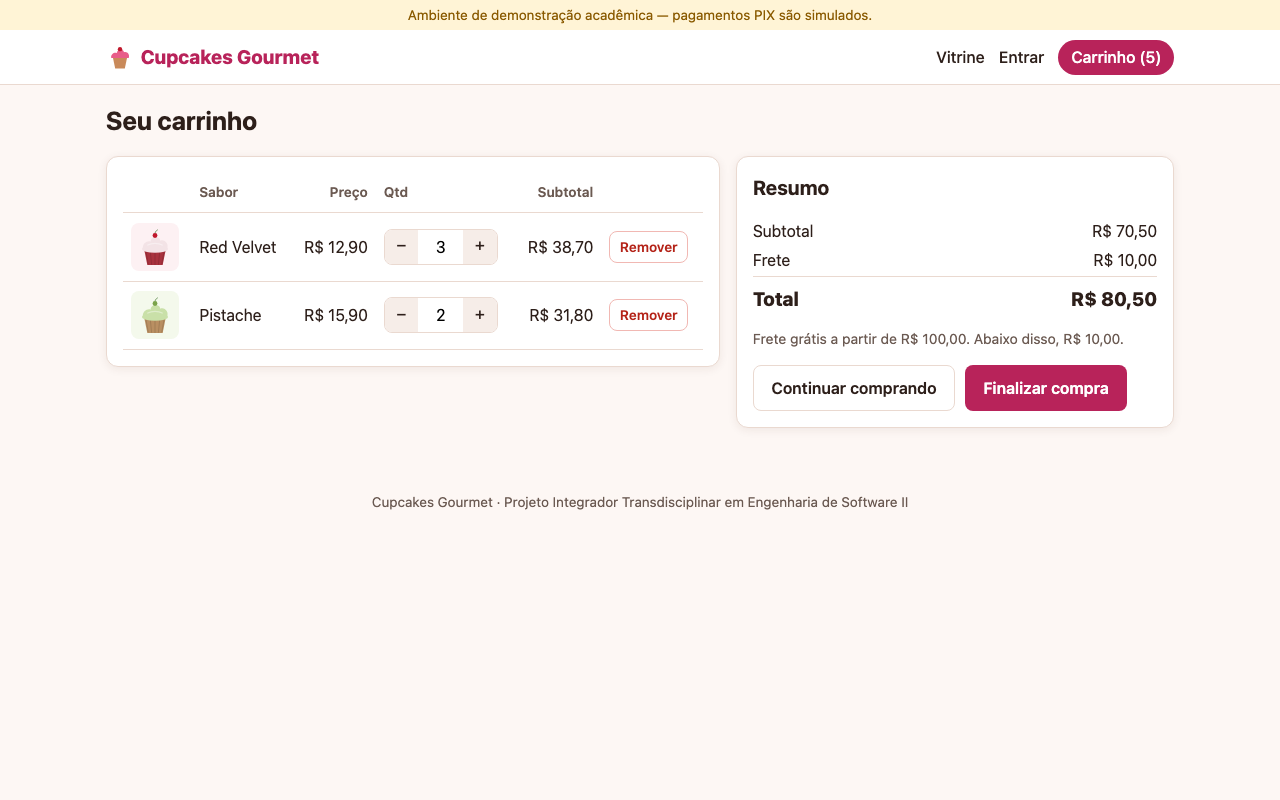 Ambiente de demonstração acadêmica — pagamentos PIX são simulados.
Cupcakes Gourmet
Vitrine Entrar Carrinho (5)
Seu carrinho
Sabor Preço Qtd Subtotal
Red Velvet R$ 12,90 − 3 + R$ 38,70 Remover
Pistache R$ 15,90 − 2 + R$ 31,80 Remover
Resumo
Subtotal R$ 70,50
Frete R$ 10,00
Total R$ 80,50
Frete grátis a partir de R$ 100,00. Abaixo disso, R$ 10,00.
Continuar comprando Finalizar compra
Cupcakes Gourmet · Projeto Integrador Transdisciplinar em Engenharia de Software II